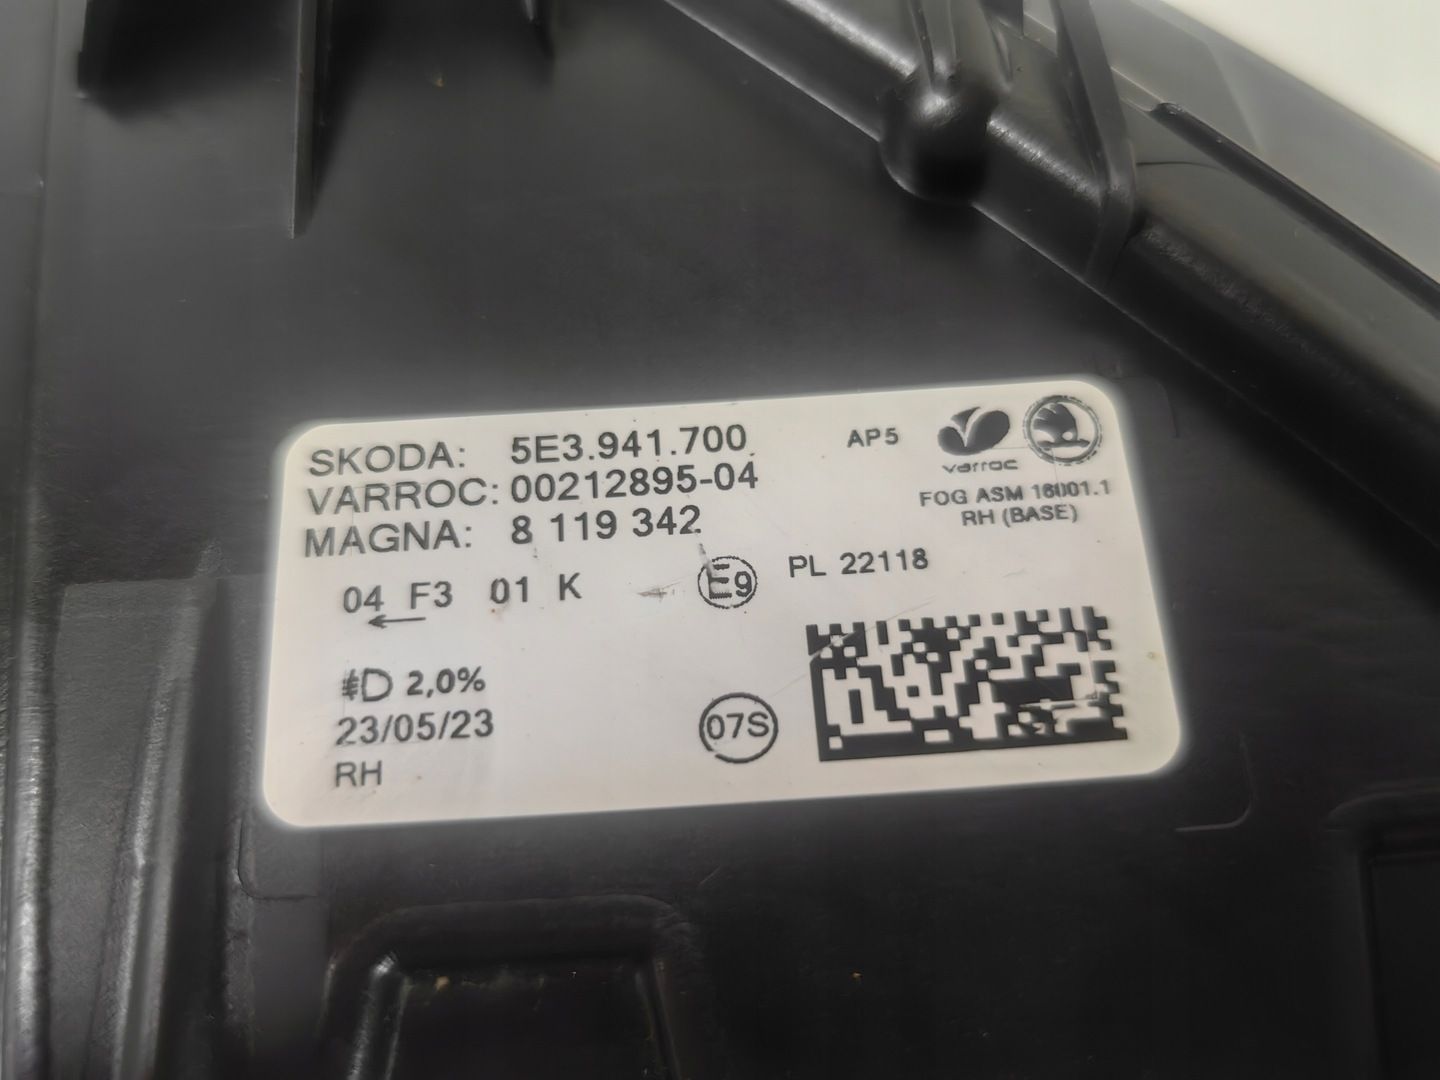 SKODA: 5E3.941.700
VARROC: 00212895-04
MAGNA: 8 119 342
AP5
varroc
FOG ASM 16001.1
RH (BASE)
04 F3 01 K
E9
PL 22118
2,0%
23/05/23
RH
07S